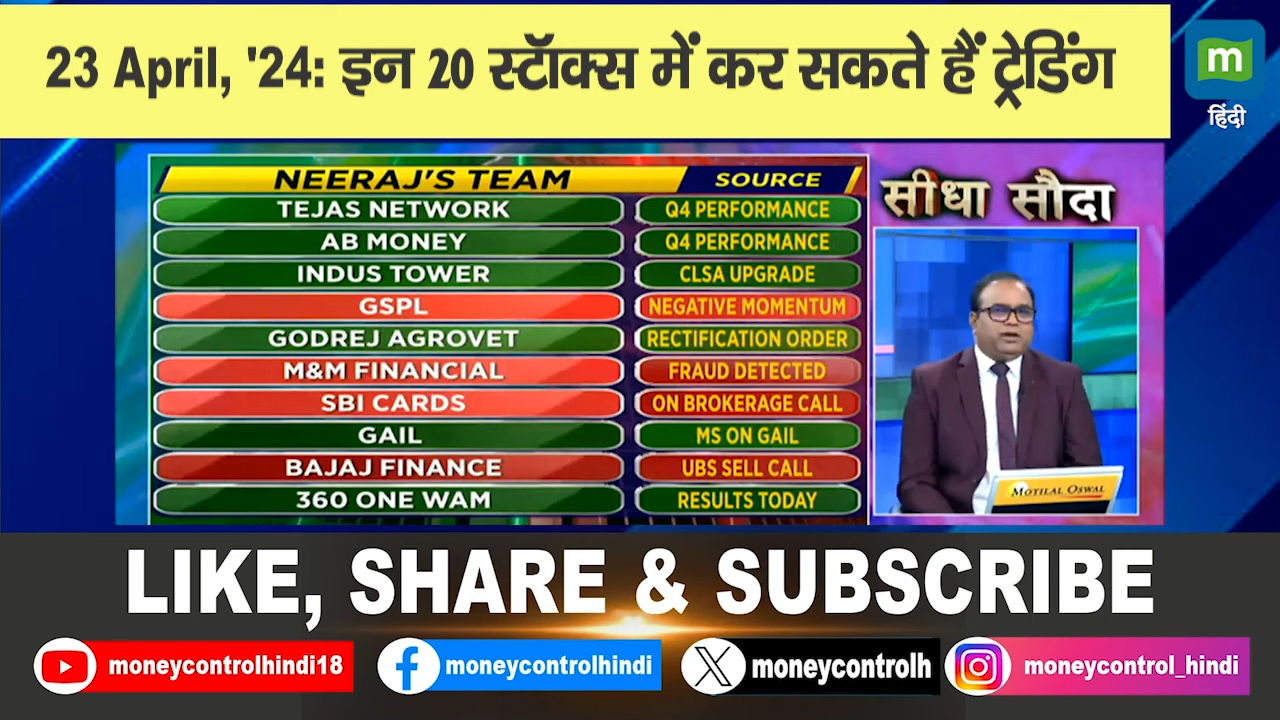 23 April, '24: इन 20 स्टॉक्स में कर सकते हैं ट्रेडिंग
m
हिंदी
NEERAJ'S TEAM SOURCE
TEJAS NETWORK Q4 PERFORMANCE
AB MONEY Q4 PERFORMANCE
INDUS TOWER CLSA UPGRADE
GSPL NEGATIVE MOMENTUM
GODREJ AGROVET RECTIFICATION ORDER
M&M FINANCIAL FRAUD DETECTED
SBI CARDS ON BROKERAGE CALL
GAIL MS ON GAIL
BAJAJ FINANCE UBS SELL CALL
360 ONE WAM RESULTS TODAY
सीधा सौदा
MOTILAL OSWAL
LIKE, SHARE & SUBSCRIBE
moneycontrolhindi18 moneycontrolhindi moneycontrolh moneycontrol_hindi